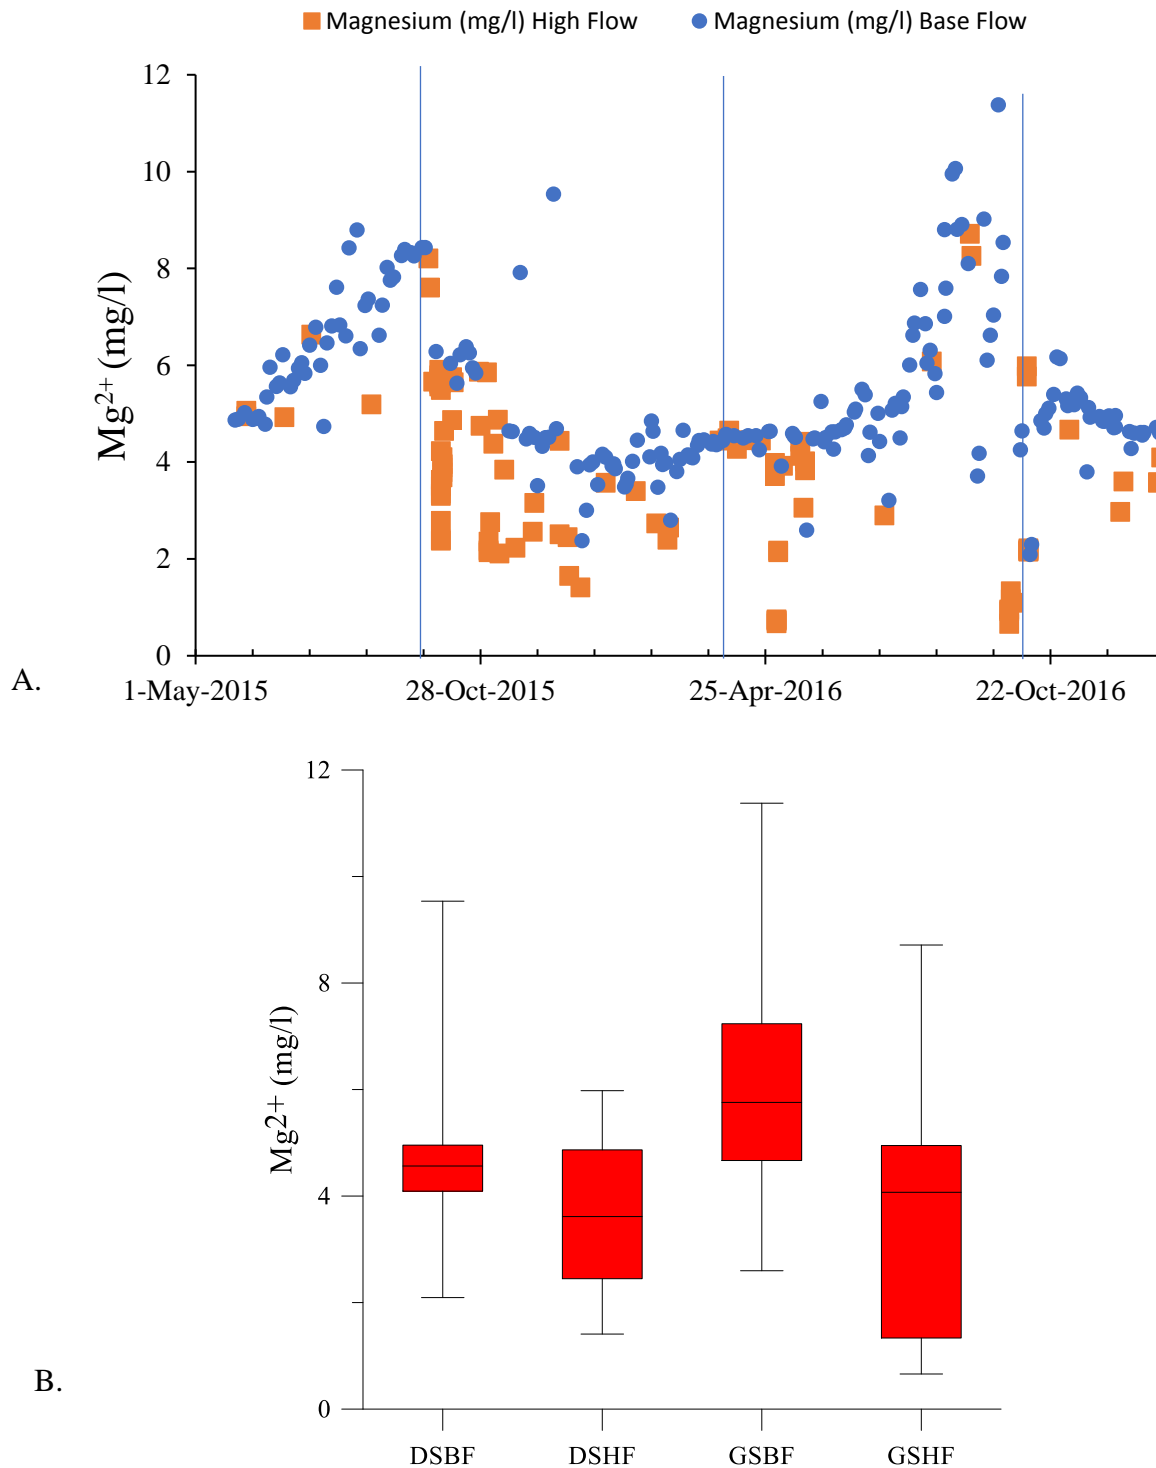 Magnesium (mg/l) High Flow Magnesium (mg/l) Base Flow
12
10
8
6
4
2
0
Mg²⁺ (mg/l)
1-May-2015 28-Oct-2015 25-Apr-2016 22-Oct-2016
A.
12
8
4
0
Mg2+ (mg/l)
B.
DSBF DSHF GSBF GSHF